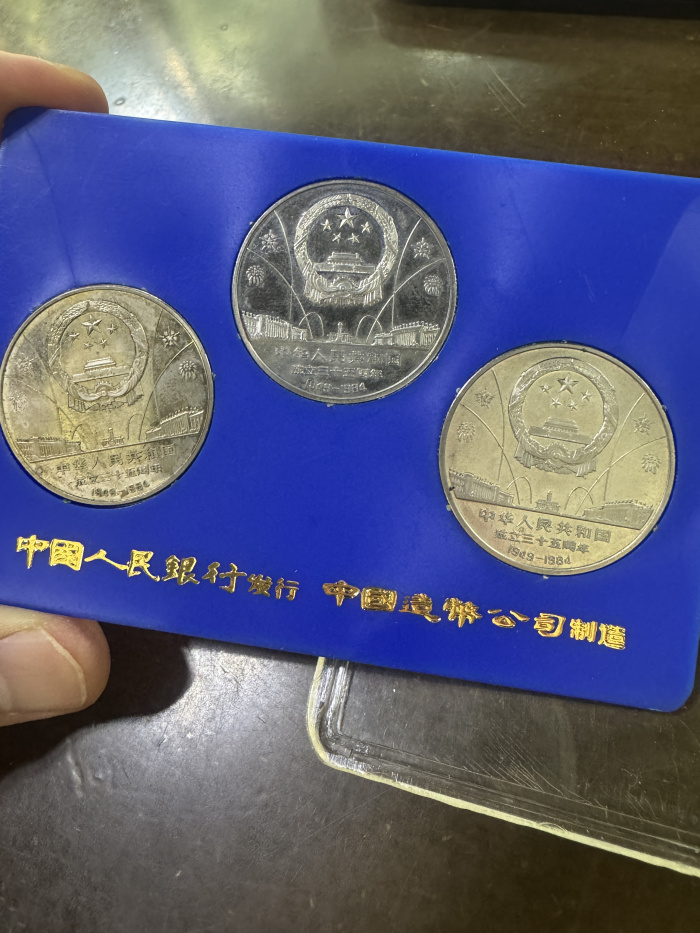 中华人民共和国
成立三十五周年
1949-1984
中华人民共和国
成立三十五周年
1949-1984
中华人民共和国
成立三十五周年
1949-1984
中國人民銀行发行 中國造幣公司制造